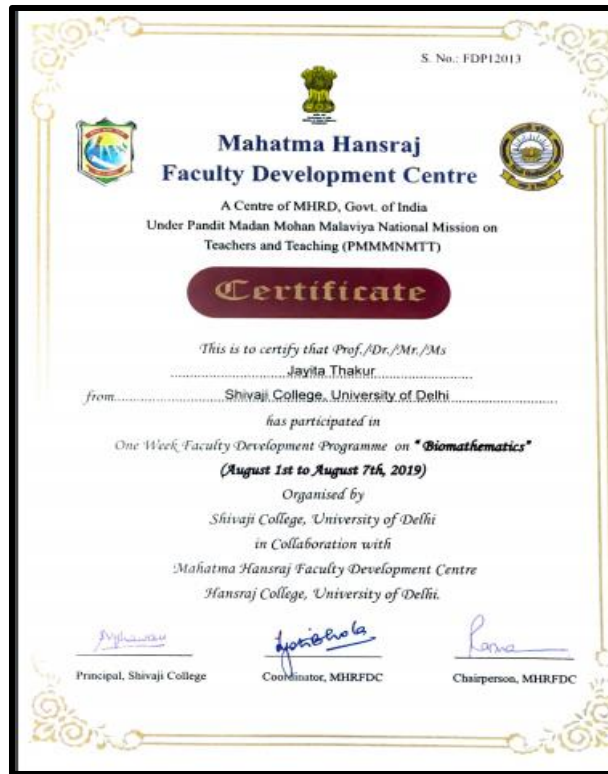 S. No.: FDP12013
Mahatma Hansraj
Faculty Development Centre
A Centre of MHRD, Govt. of India
Under Pandit Madan Mohan Malaviya National Mission on
Teachers and Teaching (PMMMNMTT)
Certificate
This is to certify that Prof./Dr./Mr./Ms
Jayita Thakur
from Shivaji College, University of Delhi
has participated in
One Week Faculty Development Programme on "Biomathematics"
(August 1st to August 7th, 2019)
Organised by
Shivaji College, University of Delhi
in Collaboration with
Mahatma Hansraj Faculty Development Centre
Hansraj College, University of Delhi.
Principal, Shivaji College
Coordinator, MHRFDC
Chairperson, MHRFDC